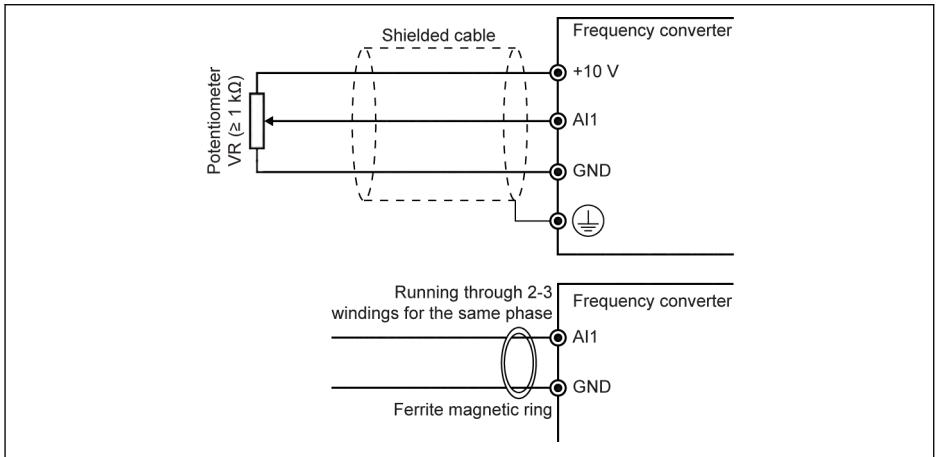 Shielded cable
Frequency converter
+10 V
Potentiometer
VR (≥ 1 kΩ)
AI1
GND
Running through 2-3
windings for the same phase
Frequency converter
AI1
GND
Ferrite magnetic ring